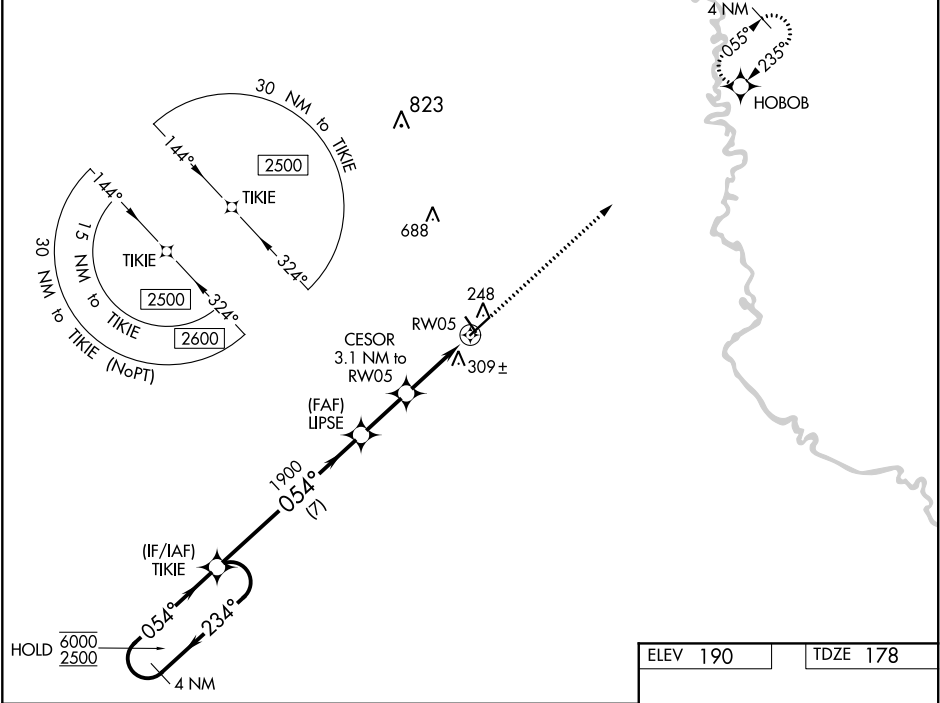 4 NM
055°
235°
HOBOB
30 NM to TIKIE
144°
2500
TIKIE
324°
823
688
144°
15 NM to TIKIE
30 NM to TIKIE (NoPT)
TIKIE
2500
324°
2600
248
RW05
309±
CESOR
3.1 NM to
RW05
(FAF)
LIPSE
1900
054°
(7)
(IF/IAF)
TIKIE
054°
234°
HOLD 6000
2500
4 NM
ELEV 190
TDZE 178